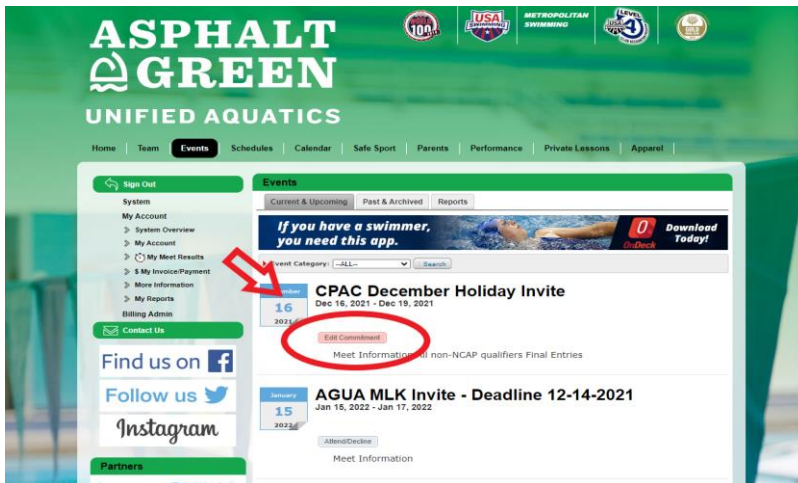 ASPHALT
GREEN
UNIFIED AQUATICS
100
USA
SWIMMING
METROPOLITAN
SWIMMING
LEVEL
GOLD
Home | Team | Events | Schedules | Calendar | Safe Sport | Parents | Performance | Private Lessons | Apparel |
Sign Out
System
My Account
System Overview
My Account
My Meet Results
$ My Invoice/Payment
More Information
My Reports
Billing Admin
Contact Us
Find us on f
Follow us
Instagram
Partners
Events
Current & Upcoming
Past & Archived
Reports
If you have a swimmer,
you need this app.
OnDeck
Download
Today!
Event Category: --ALL-- Search
16
2021
CPAC December Holiday Invite
Dec 16, 2021 - Dec 19, 2021
Edit Commitment
Meet Information non-NCAP qualifiers Final Entries
January
15
2022
AGUA MLK Invite - Deadline 12-14-2021
Jan 15, 2022 - Jan 17, 2022
Attend/Decline
Meet Information